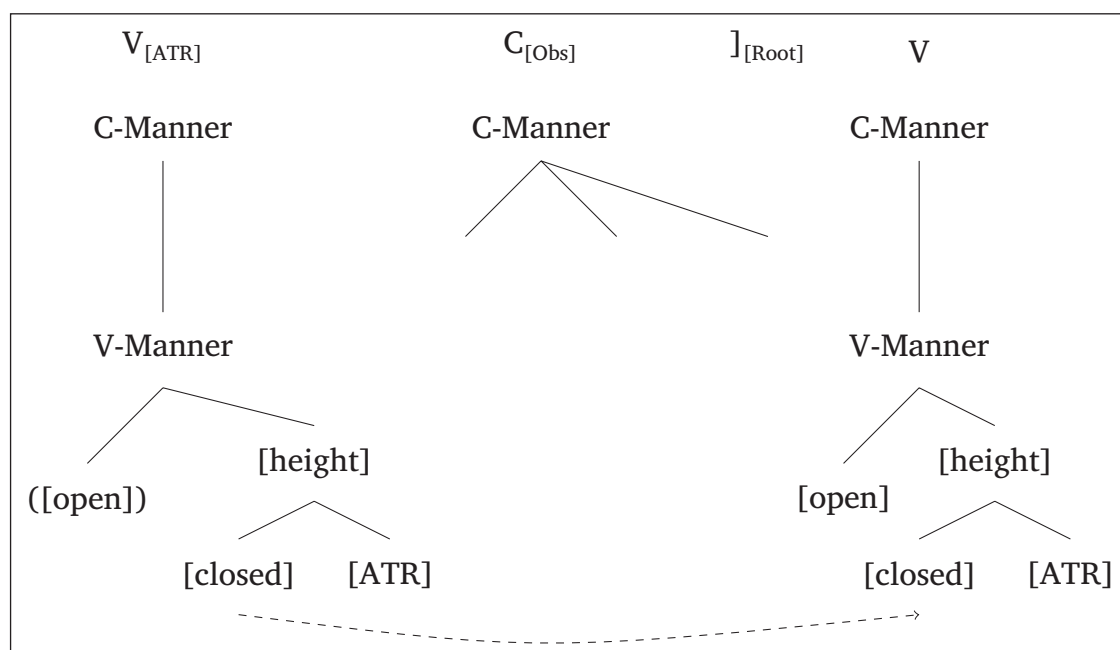 V[ATR] C[Obs] ][Root] V
C-Manner C-Manner C-Manner
V-Manner V-Manner
[height] [height]
([open]) [open]
[closed] [ATR] [closed] [ATR]